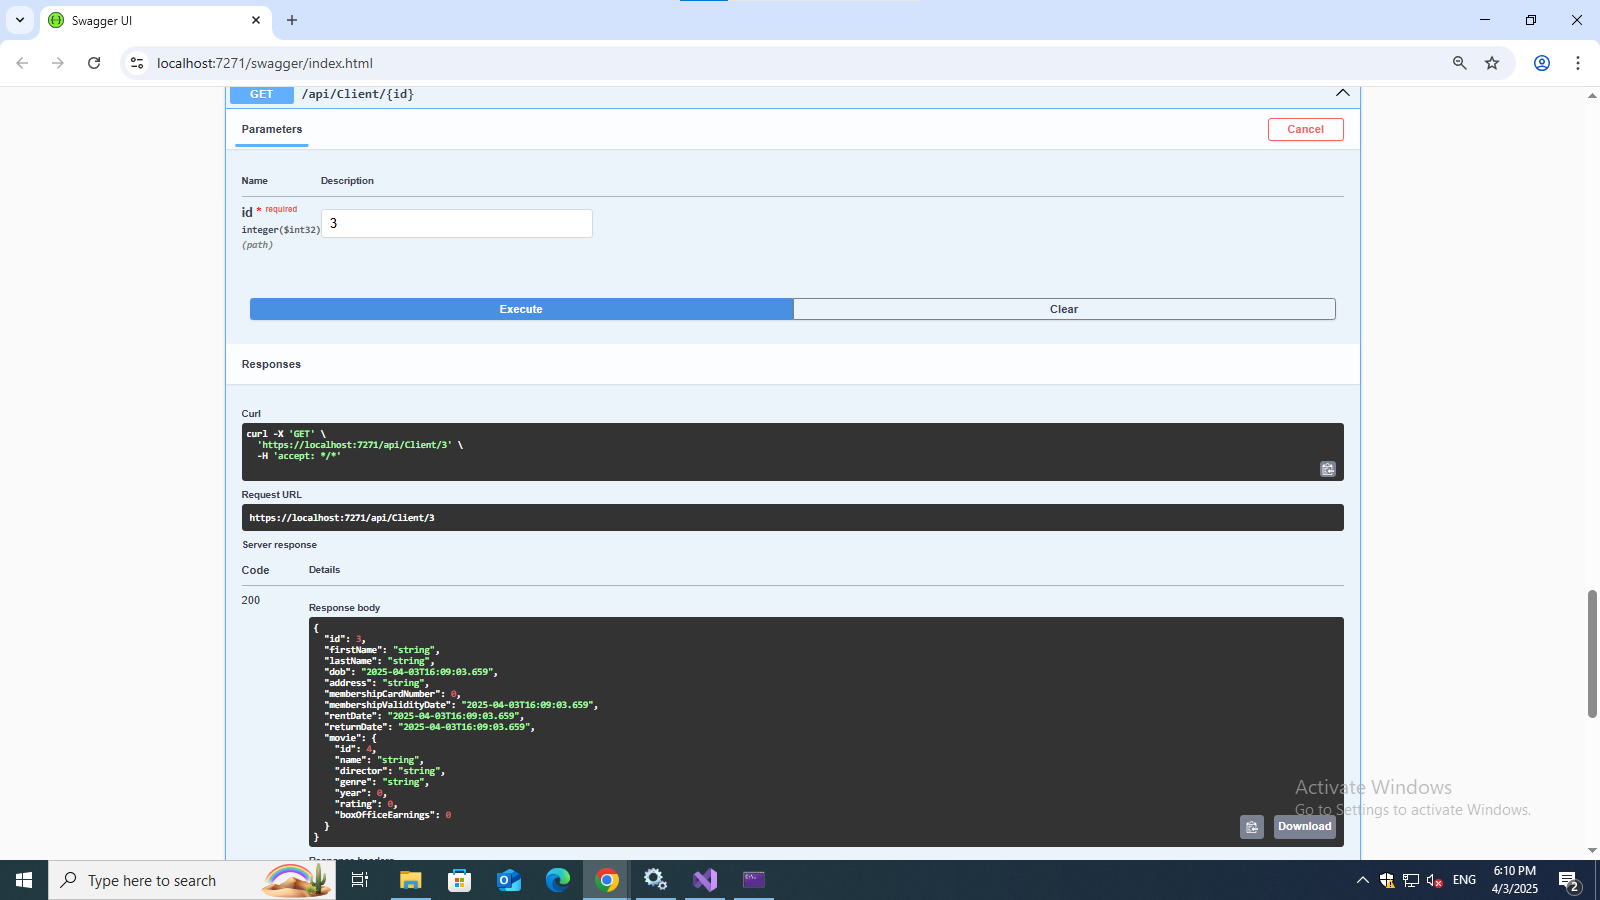 Swagger UI
localhost:7271/swagger/index.html
GET /api/Client/{id}
Parameters
Cancel
Name Description
id * required
integer($int32)
(path)
3
Execute
Clear
Responses
Curl
curl -X 'GET' \
'https://localhost:7271/api/Client/3' \
-H 'accept: */*'
Request URL
https://localhost:7271/api/Client/3
Server response
Code Details
200
Response body
{
"id": 3,
"firstName": "string",
"lastName": "string",
"dob": "2025-04-03T16:09:03.659",
"address": "string",
"membershipCardNumber": 0,
"membershipValidityDate": "2025-04-03T16:09:03.659",
"rentDate": "2025-04-03T16:09:03.659",
"returnDate": "2025-04-03T16:09:03.659",
"movie": {
"id": 4,
"name": "string",
"director": "string",
"genre": "string",
"year": 0,
"rating": 0,
"boxOfficeEarnings": 0
}
}
Download
Activate Windows
Go to Settings to activate Windows.
Response headers
Type here to search
ENG
6:10 PM
4/3/2025
2